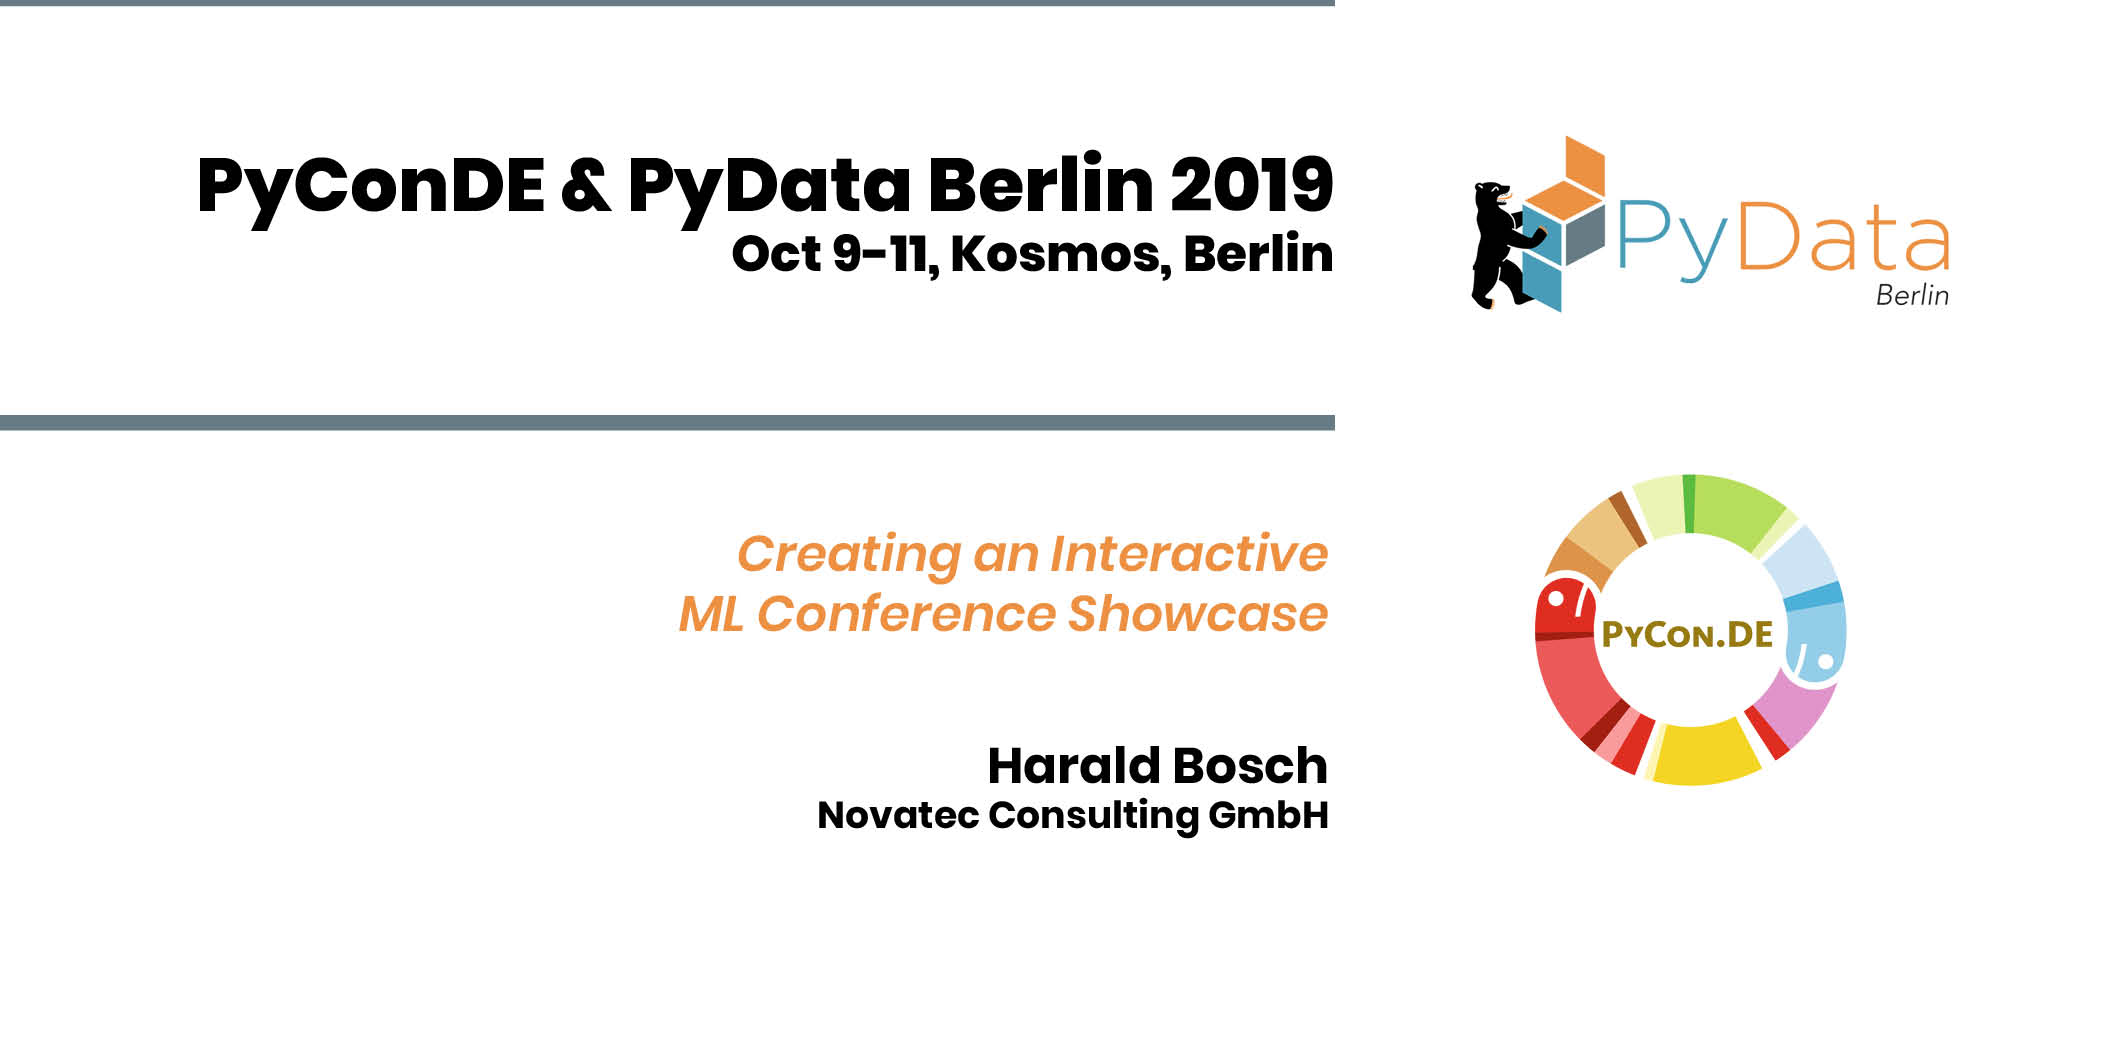 PyConDE & PyData Berlin 2019
Oct 9-11, Kosmos, Berlin
PyData
Berlin
Creating an Interactive
ML Conference Showcase
PyCon.DE
Harald Bosch
Novatec Consulting GmbH